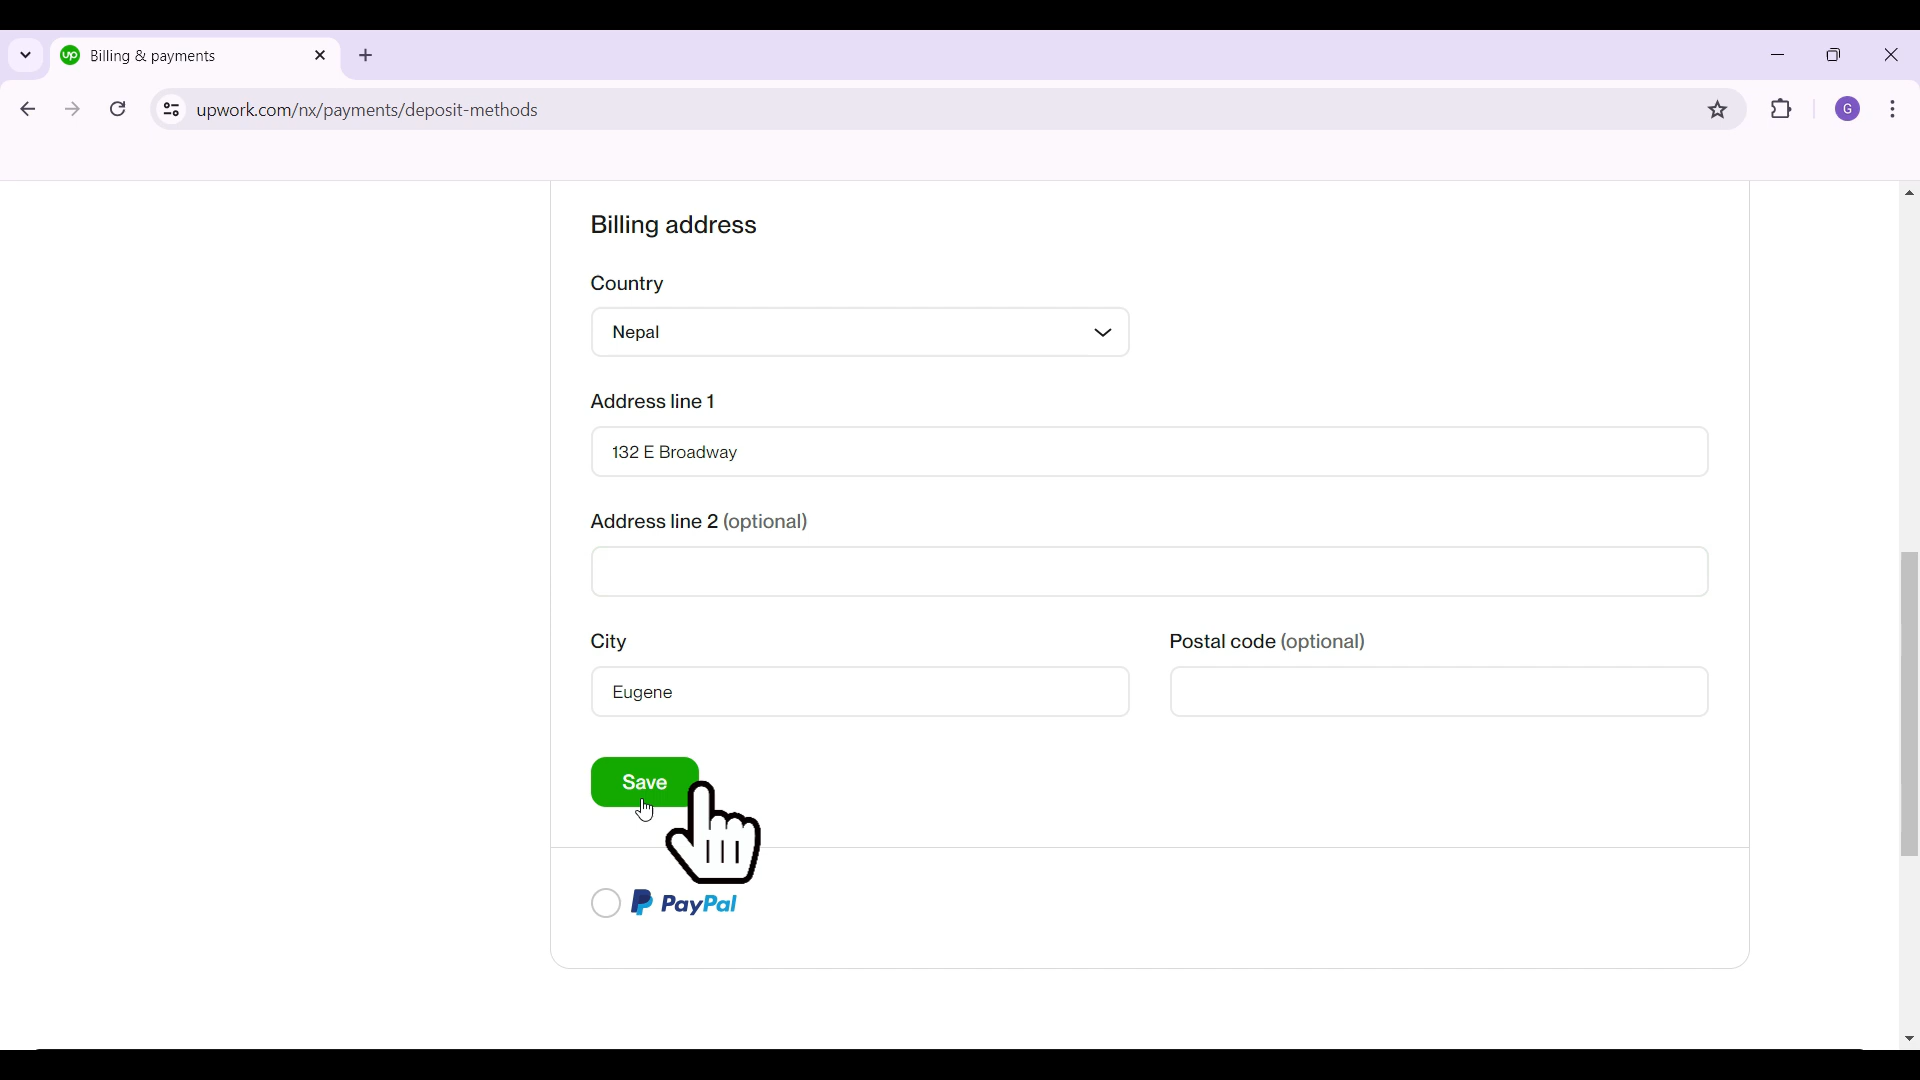 up Billing & payments
upwork.com/nx/payments/deposit-methods
G
Billing address
Country
Nepal
Address line 1
132 E Broadway
Address line 2 (optional)
City
Postal code (optional)
Eugene
Save
PayPal